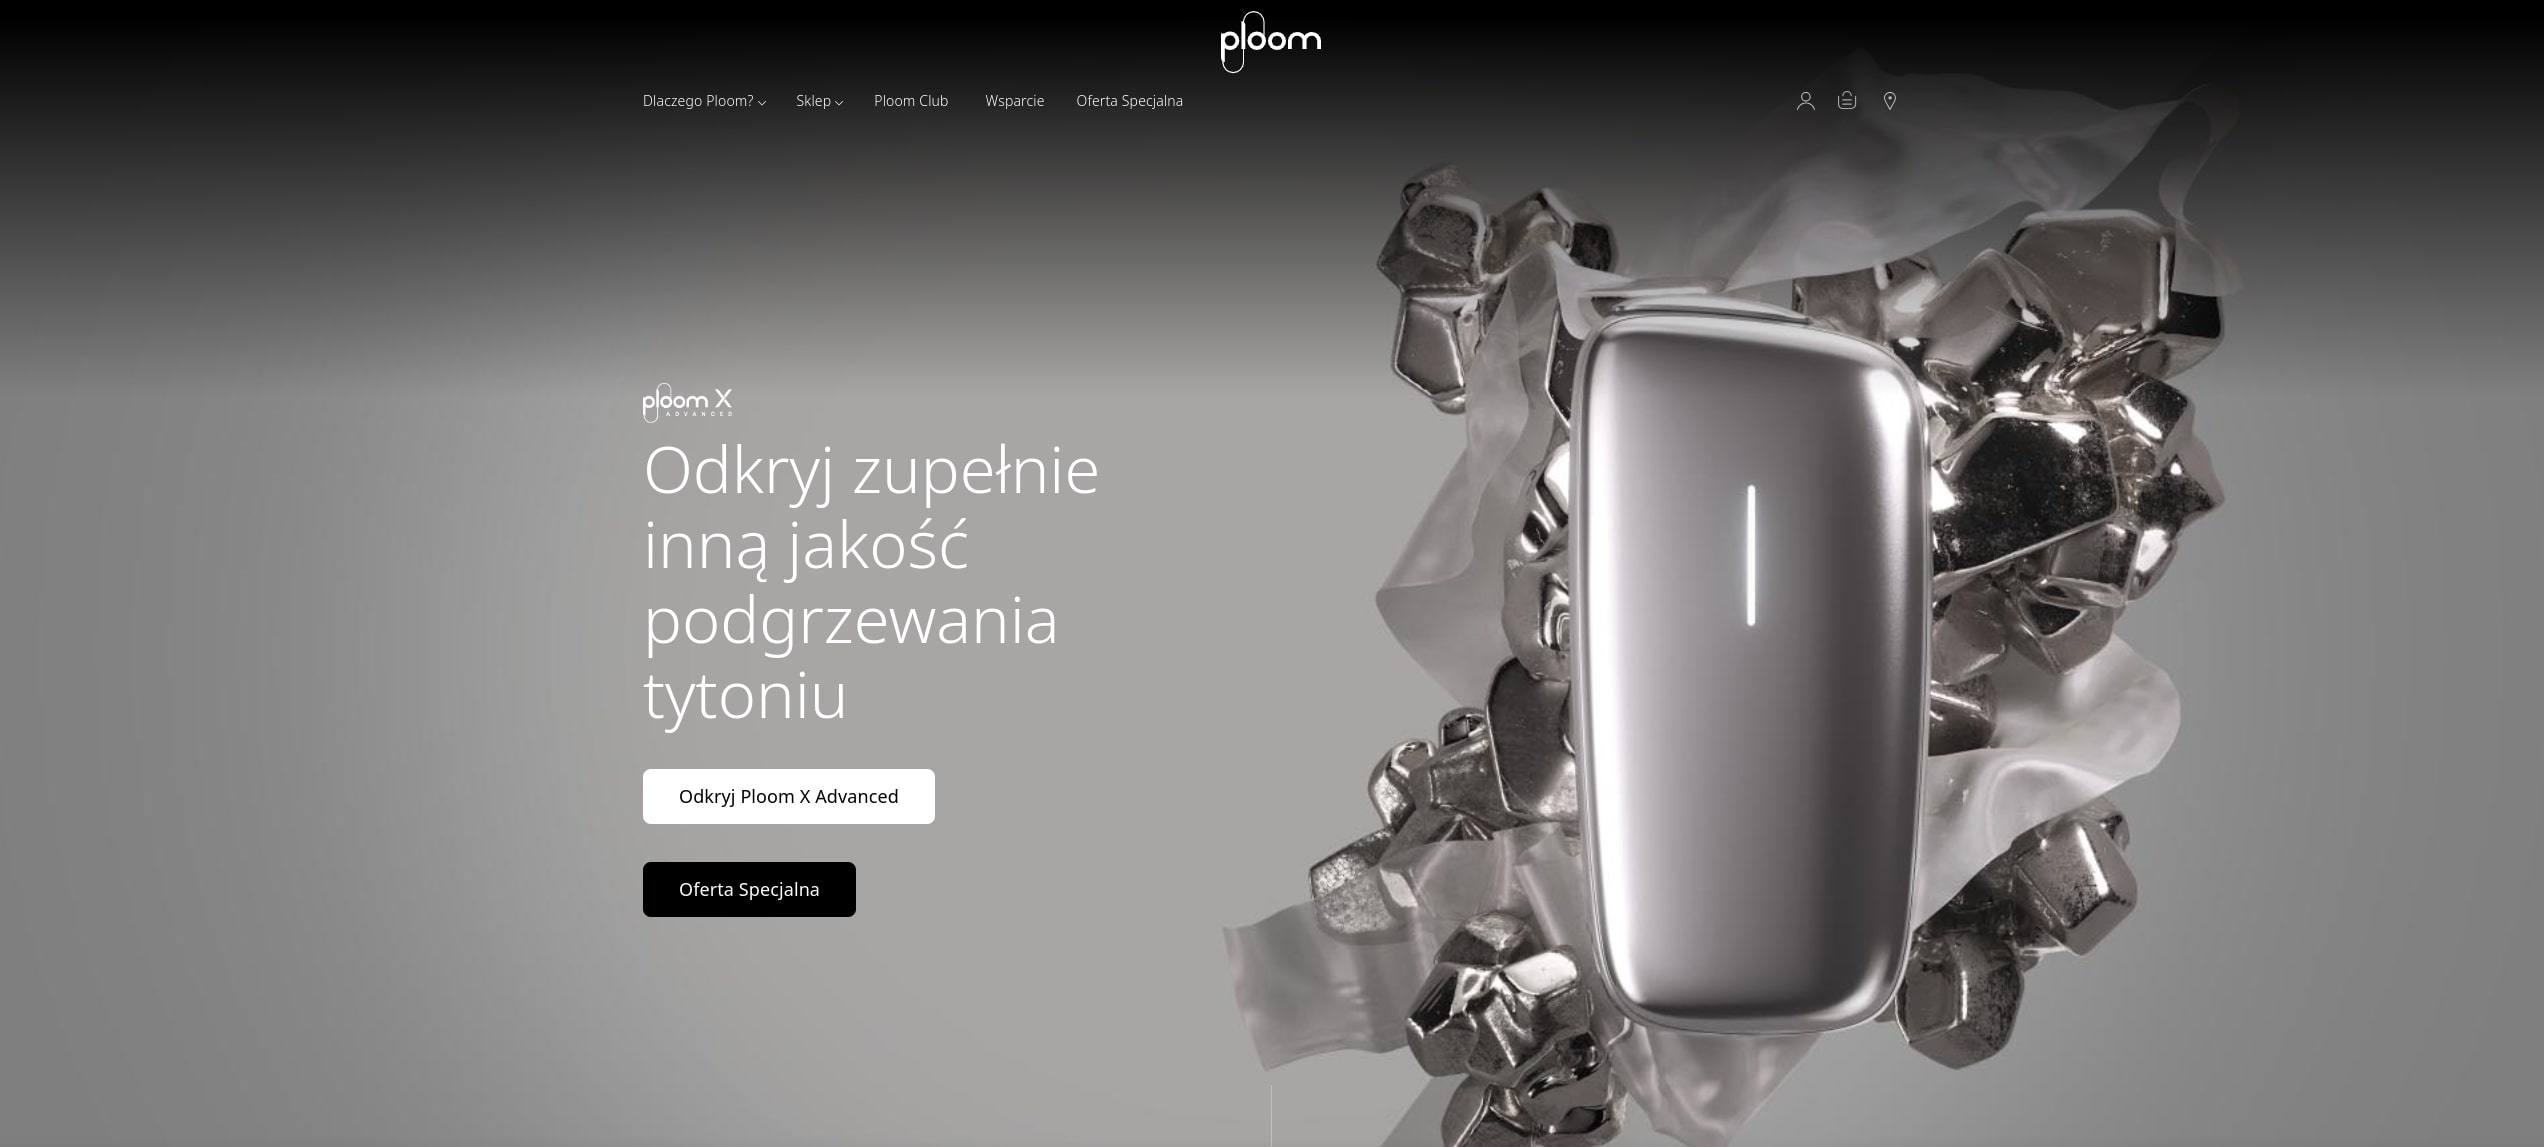 ploom
Dlaczego Ploom? Sklep Ploom Club Wsparcie Oferta Specjalna
ploom X
ADVANCED
Odkryj zupełnie
inną jakość
podgrzewania
tytoniu
Odkryj Ploom X Advanced
Oferta Specjalna